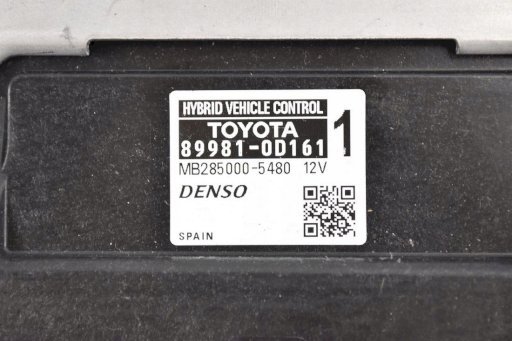 HYBRID VEHICLE CONTROL
TOYOTA
89981-0D161
1
MB285000-5480 12V
DENSO
SPAIN